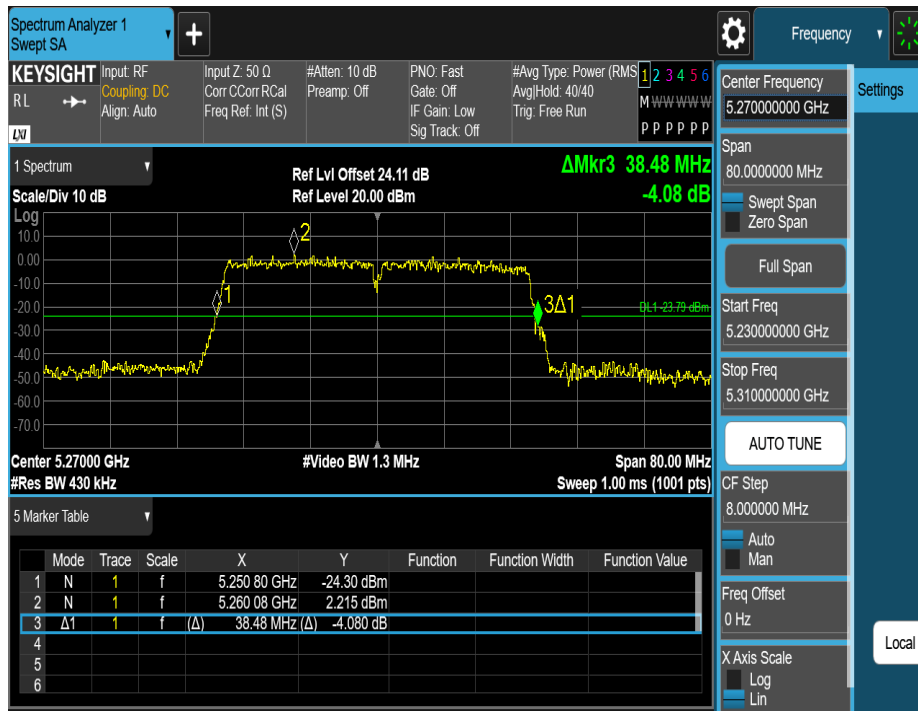 Spectrum Analyzer 1
Swept SA
+
Frequency
KEYSIGHT
RL
LXI
Input: RF
Coupling: DC
Align: Auto
Input Z: 50 Ω
Corr CCorr RCal
Freq Ref: Int (S)
#Atten: 10 dB
Preamp: Off
PNO: Fast
Gate: Off
IF Gain: Low
Sig Track: Off
#Avg Type: Power (RMS
Avg|Hold: 40/40
Trig: Free Run
1 2 3 4 5 6
M W W W W W
P P P P P P
1 Spectrum
Scale/Div 10 dB
Ref Lvl Offset 24.11 dB
Ref Level 20.00 dBm
ΔMkr3 38.48 MHz
-4.08 dB
Log
10.0
0.00
-10.0
-20.0
-30.0
-40.0
-50.0
-60.0
-70.0
1
2
3Δ1
DL1 -23.79 dBm
Center 5.27000 GHz
#Res BW 430 kHz
#Video BW 1.3 MHz
Span 80.00 MHz
Sweep 1.00 ms (1001 pts)
5 Marker Table
Mode Trace Scale X Y Function Function Width Function Value
1 N 1 f 5.250 80 GHz -24.30 dBm
2 N 1 f 5.260 08 GHz 2.215 dBm
3 Δ1 1 f (Δ) 38.48 MHz (Δ) -4.080 dB
4
5
6
Center Frequency
5.270000000 GHz
Settings
Span
80.0000000 MHz
Swept Span
Zero Span
Full Span
Start Freq
5.230000000 GHz
Stop Freq
5.310000000 GHz
AUTO TUNE
CF Step
8.000000 MHz
Auto
Man
Freq Offset
0 Hz
Local
X Axis Scale
Log
Lin